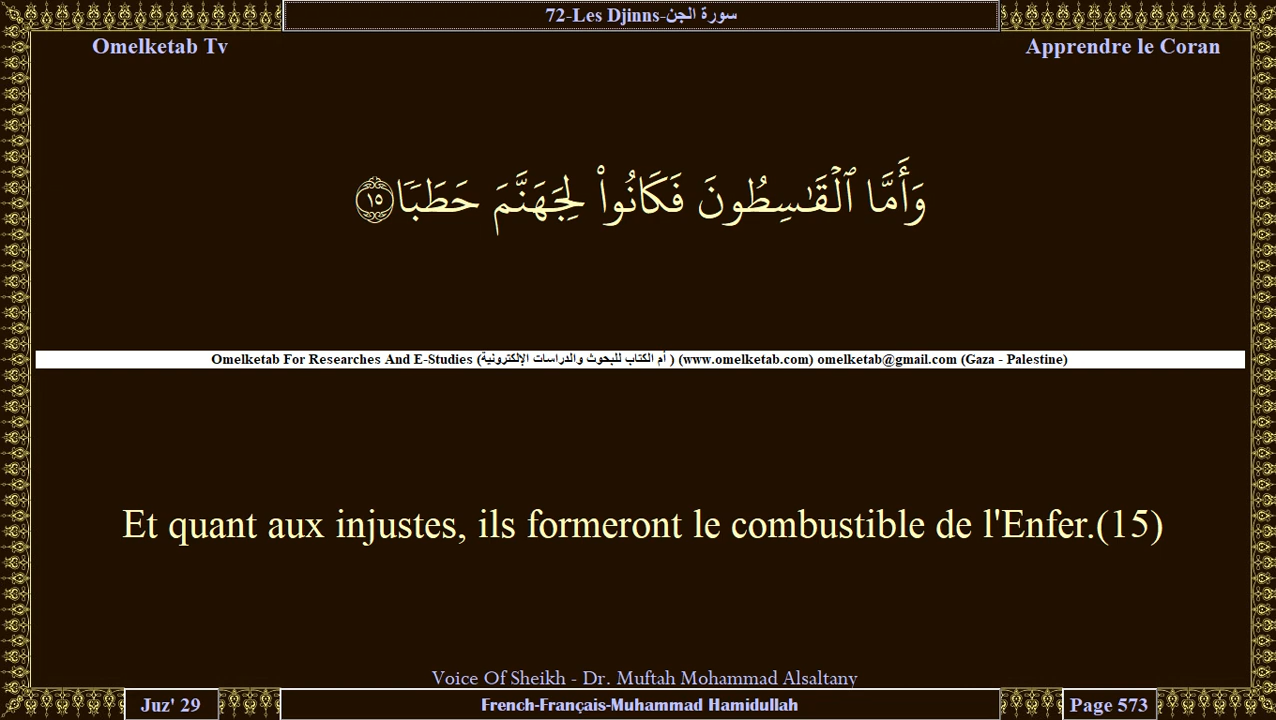 72-Les Djinns-سورة الجن
Omelketab Tv
Apprendre le Coran
وَأَمَّا ٱلۡقَٰسِطُونَ فَكَانُواْ لِجَهَنَّمَ حَطَبٗا ١٥
Omelketab For Researches And E-Studies (أم الكتاب للبحوث والدراسات الإلكترونية ) (www.omelketab.com) omelketab@gmail.com (Gaza - Palestine)
Et quant aux injustes, ils formeront le combustible de l'Enfer.(15)
Voice Of Sheikh - Dr. Muftah Mohammad Alsaltany
Juz' 29
French-Français-Muhammad Hamidullah
Page 573